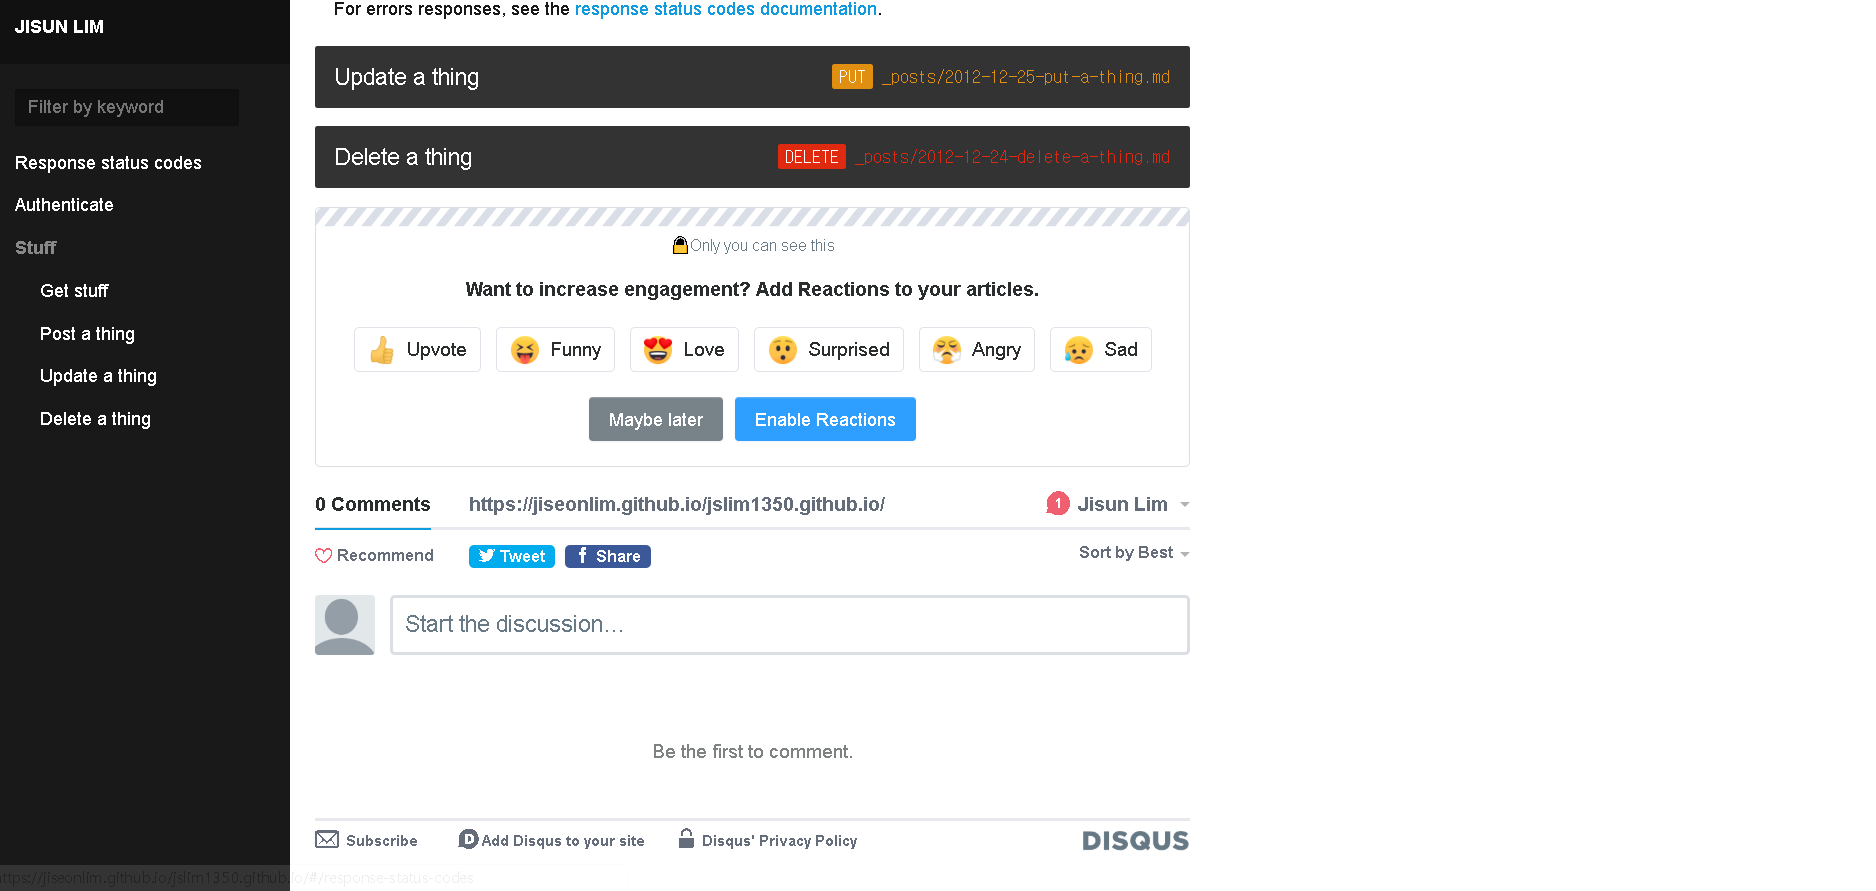 JISUN LIM
Filter by keyword
Response status codes
Authenticate
Stuff
Get stuff
Post a thing
Update a thing
Delete a thing
For errors responses, see the response status codes documentation.
Update a thing PUT _posts/2012-12-25-put-a-thing.md
Delete a thing DELETE _posts/2012-12-24-delete-a-thing.md
Only you can see this
Want to increase engagement? Add Reactions to your articles.
Upvote Funny Love Surprised Angry Sad
Maybe later Enable Reactions
0 Comments https://jiseonlim.github.io/jslim1350.github.io/ 1 Jisun Lim
Recommend Tweet f Share Sort by Best
Start the discussion...
Be the first to comment.
Subscribe D Add Disqus to your site Disqus' Privacy Policy DISQUS
https://jiseonlim.github.io/jslim1350.github.io/#/response-status-codes